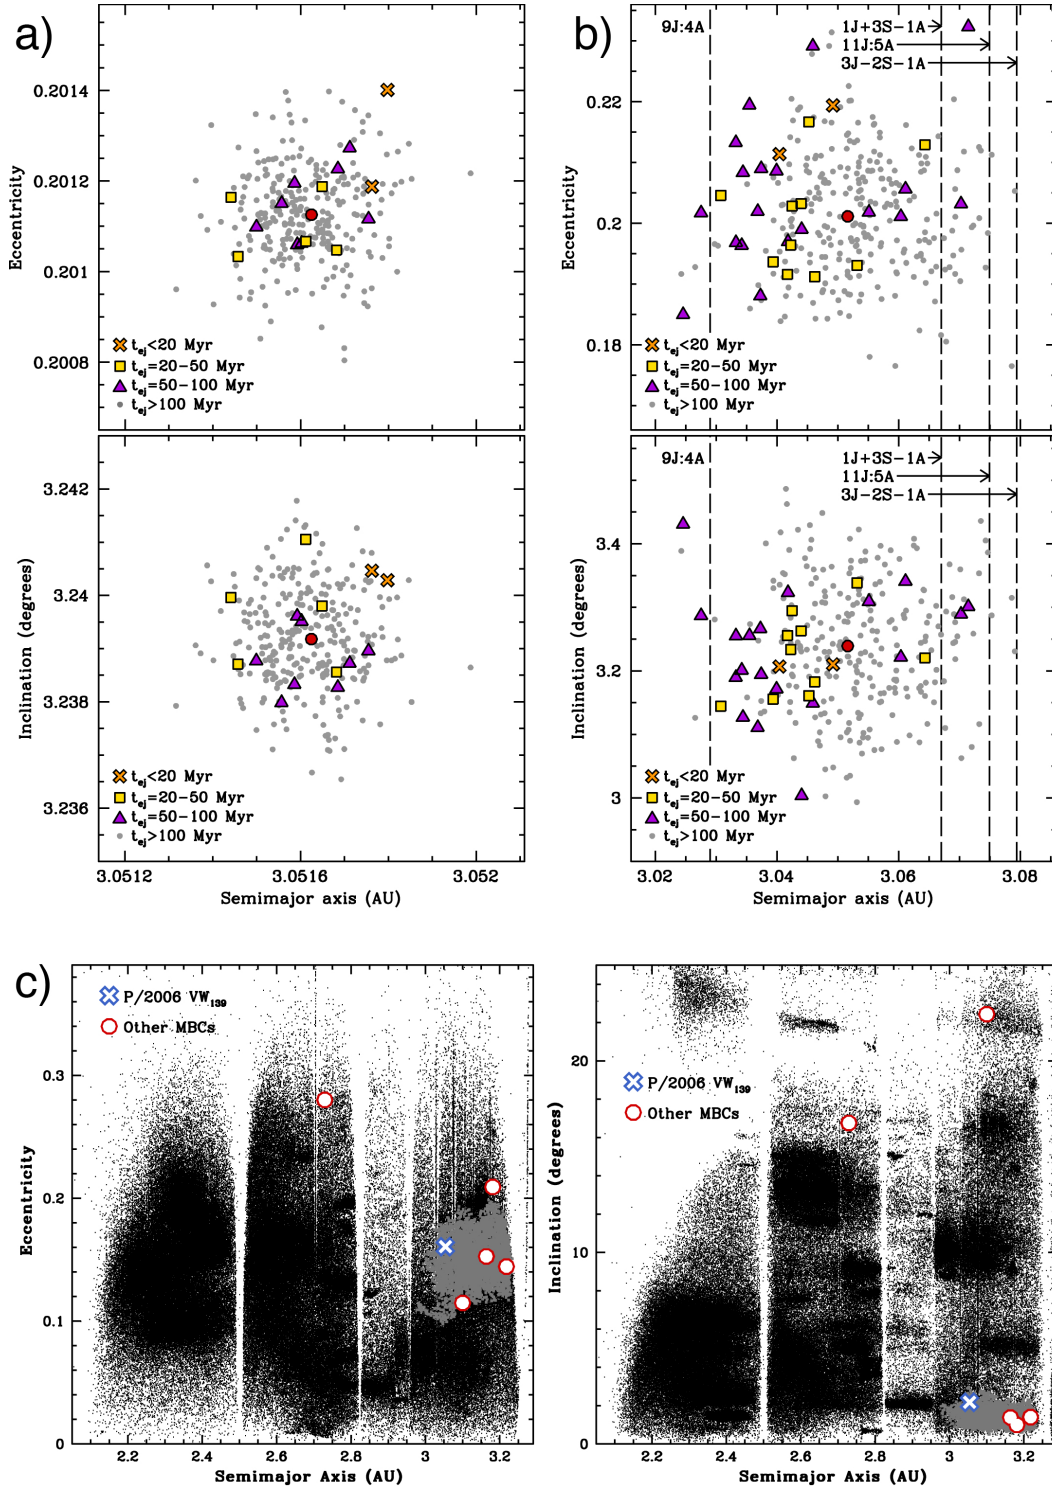 a)
Eccentricity
0.2014
0.2012
0.201
0.2008
t_ej<20 Myr
t_ej=20−50 Myr
t_ej=50−100 Myr
t_ej>100 Myr
Inclination (degrees)
3.242
3.24
3.238
3.236
t_ej<20 Myr
t_ej=20−50 Myr
t_ej=50−100 Myr
t_ej>100 Myr
3.0512
3.0516
3.052
Semimajor axis (AU)
b)
9J:4A
1J+3S−1A
11J:5A
3J−2S−1A
Eccentricity
0.22
0.2
0.18
t_ej<20 Myr
t_ej=20−50 Myr
t_ej=50−100 Myr
t_ej>100 Myr
9J:4A
1J+3S−1A
11J:5A
3J−2S−1A
Inclination (degrees)
3.4
3.2
3
t_ej<20 Myr
t_ej=20−50 Myr
t_ej=50−100 Myr
t_ej>100 Myr
3.02
3.04
3.06
3.08
Semimajor axis (AU)
c)
P/2006 VW139
Other MBCs
Eccentricity
0.3
0.2
0.1
0
2.2
2.4
2.6
2.8
3
3.2
Semimajor Axis (AU)
P/2006 VW139
Other MBCs
Inclination (degrees)
20
10
0
2.2
2.4
2.6
2.8
3
3.2
Semimajor Axis (AU)